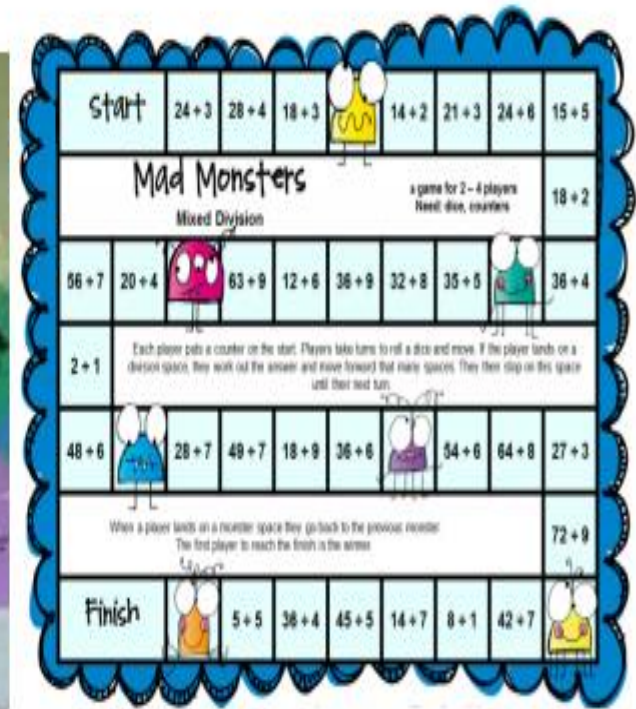 start 24 ÷ 3 28 ÷ 4 18 ÷ 3 14 ÷ 2 21 ÷ 3 24 ÷ 6 15 ÷ 5
Mad Monsters
Mixed Division
a game for 2 – 4 players
Need: dice, counters
18 ÷ 2
56 ÷ 7 20 ÷ 4 63 ÷ 9 12 ÷ 6 36 ÷ 9 32 ÷ 8 35 ÷ 5 36 ÷ 4
2 ÷ 1
Each player puts a counter on the start. Players take turns to roll a dice and move. If the player lands on a
division space, they work out the answer and move forward that many spaces. They then stop on this space
until their next turn.
48 ÷ 6 28 ÷ 7 49 ÷ 7 18 ÷ 9 36 ÷ 6 54 ÷ 6 64 ÷ 8 27 ÷ 3
When a player lands on a monster space they go back to the previous monster
The first player to reach the finish is the winner
72 ÷ 9
Finish 5 ÷ 5 36 ÷ 4 45 ÷ 5 14 ÷ 7 8 ÷ 1 42 ÷ 7